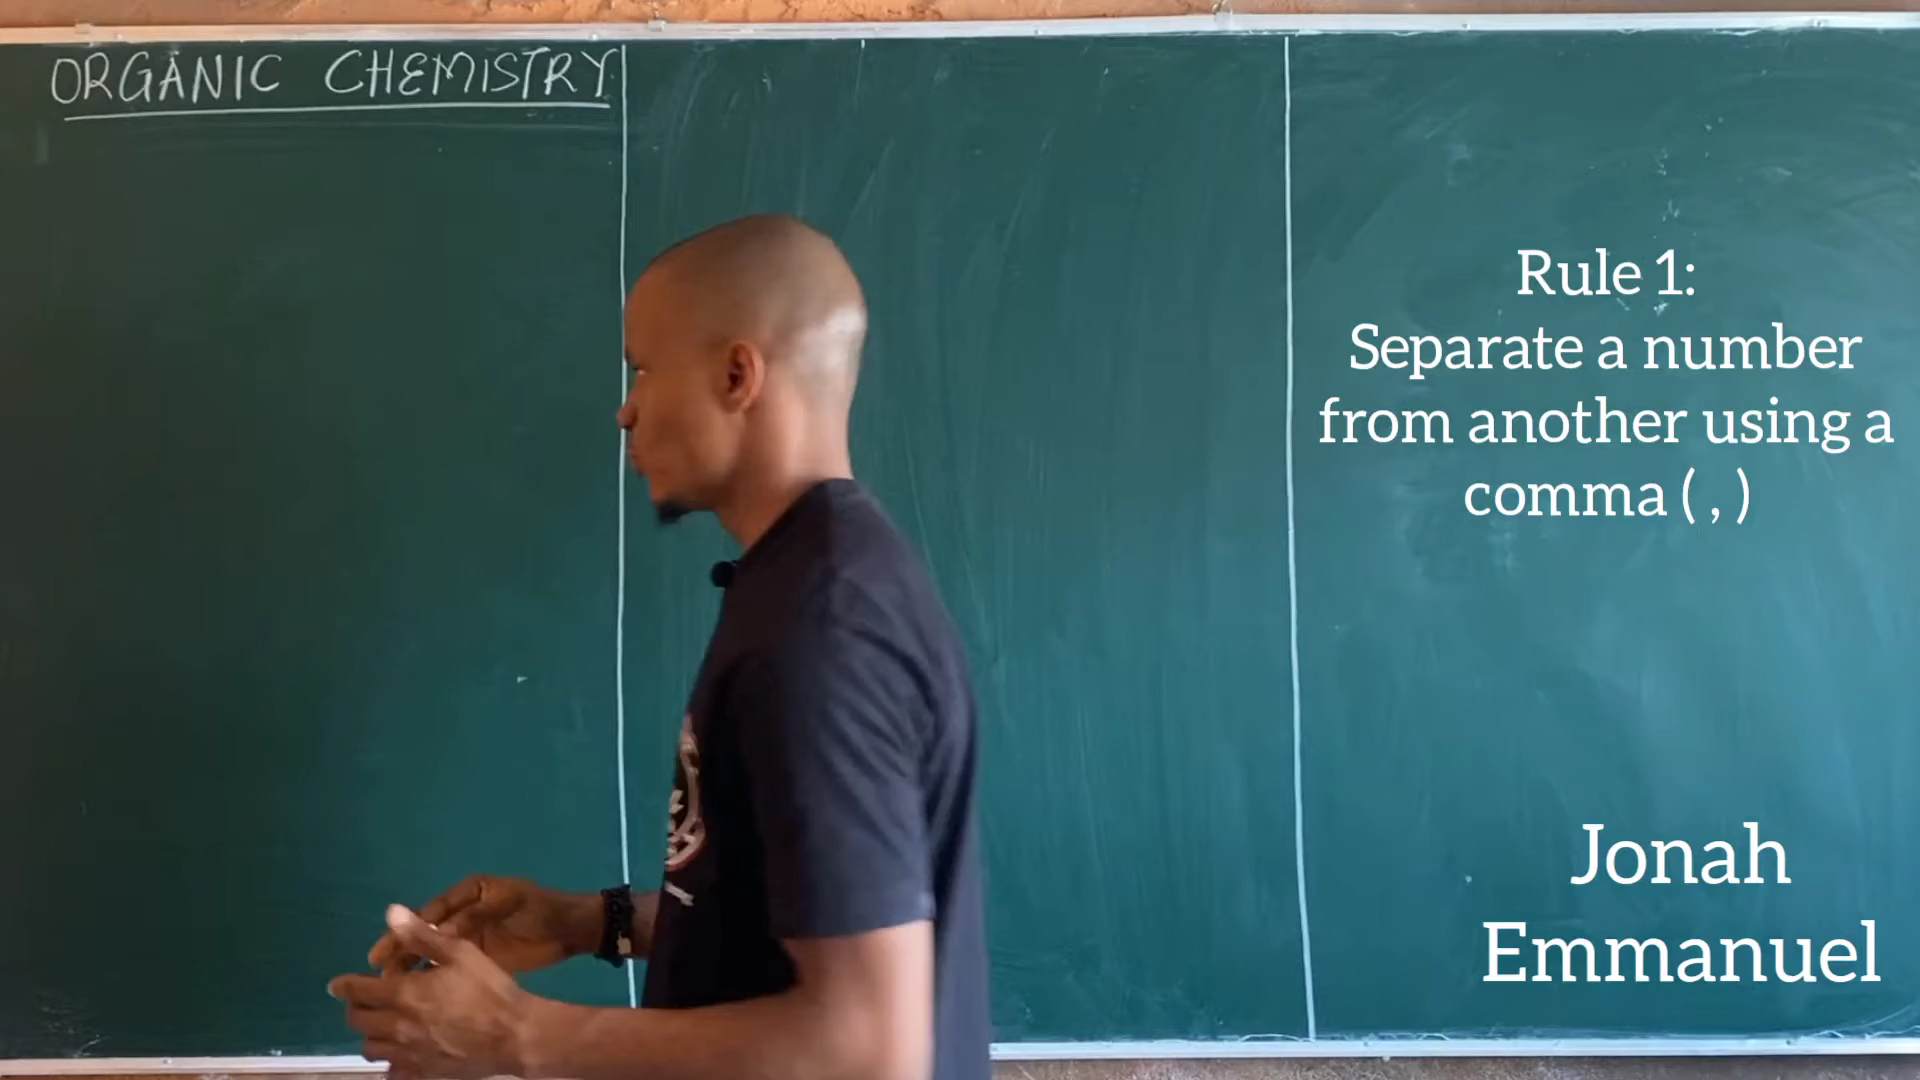 ORGANIC CHEMISTRY
Rule 1:
Separate a number
from another using a
comma ( , )
Jonah
Emmanuel